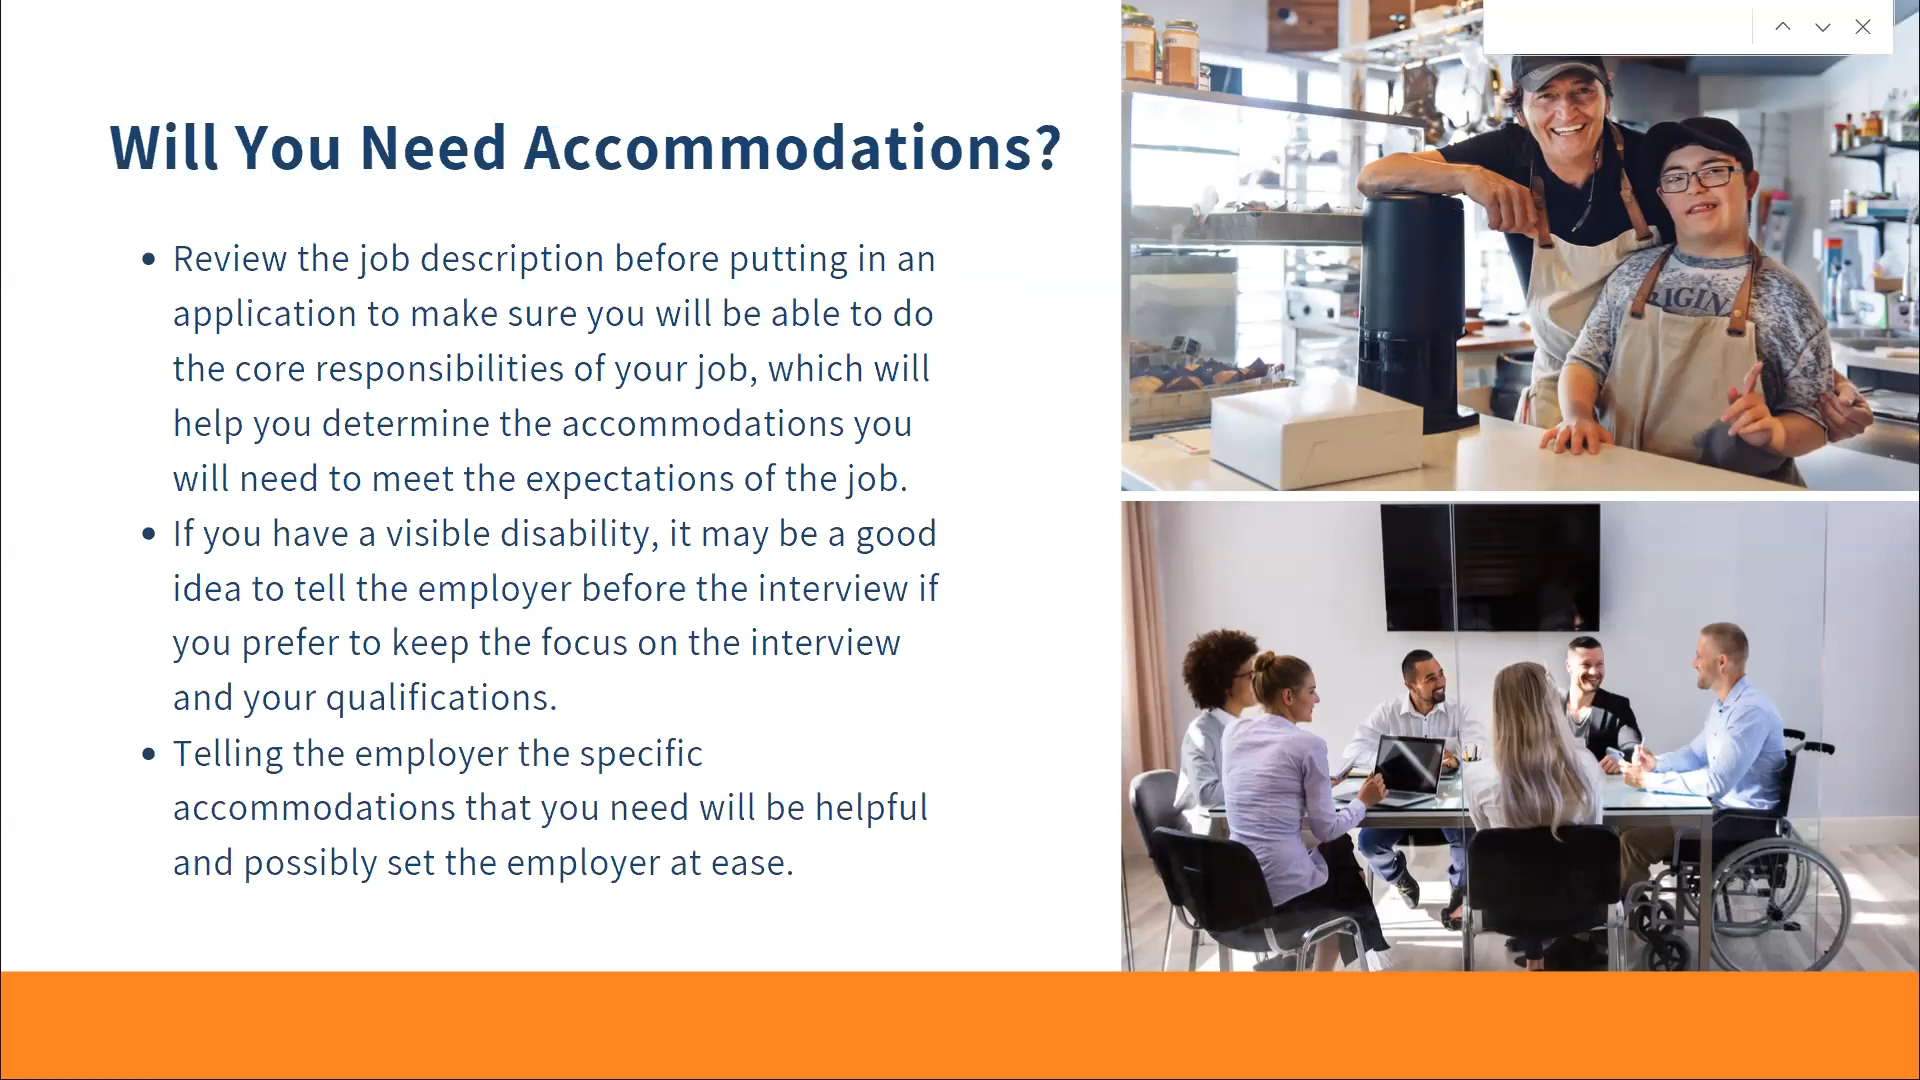 Will You Need Accommodations?
• Review the job description before putting in an
application to make sure you will be able to do
the core responsibilities of your job, which will
help you determine the accommodations you
will need to meet the expectations of the job.
• If you have a visible disability, it may be a good
idea to tell the employer before the interview if
you prefer to keep the focus on the interview
and your qualifications.
• Telling the employer the specific
accommodations that you need will be helpful
and possibly set the employer at ease.